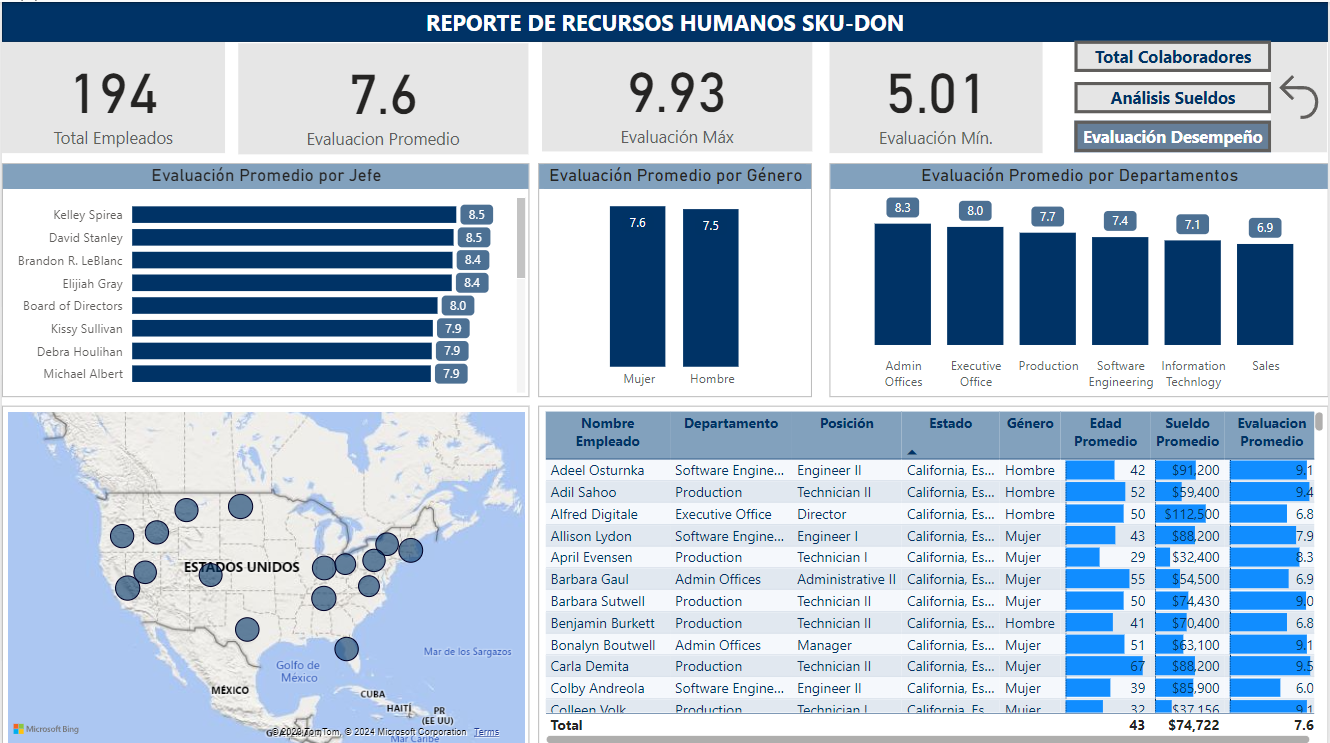 REPORTE DE RECURSOS HUMANOS SKU-DON
194
Total Empleados
7.6
Evaluacion Promedio
9.93
Evaluación Máx
5.01
Evaluación Mín.
Total Colaboradores
Análisis Sueldos
Evaluación Desempeño
Evaluación Promedio por Jefe
Kelley Spirea 8.5
David Stanley 8.5
Brandon R. LeBlanc 8.4
Elijiah Gray 8.4
Board of Directors 8.0
Kissy Sullivan 7.9
Debra Houlihan 7.9
Michael Albert 7.9
Evaluación Promedio por Género
7.6 7.5
Mujer Hombre
Evaluación Promedio por Departamentos
8.3 8.0 7.7 7.4 7.1 6.9
Admin Executive Production Software Information Sales
Offices Office Engineering Technlogy
ESTADOS UNIDOS
Golfo de
México
Mar de los Sargazos
MÉXICO
CUBA
HAITÍ
PR
(EE UU)
Mar Caribe
Microsoft Bing
TomTom, © 2024 Microsoft Corporation Terms
Nombre Departamento Posición Estado Género Edad Sueldo Evaluacion
Empleado Promedio Promedio Promedio
Adeel Osturnka Software Engine... Engineer II California, Es... Hombre 42 $91,200 9.1
Adil Sahoo Production Technician II California, Es... Hombre 52 $59,400 9.4
Alfred Digitale Executive Office Director California, Es... Hombre 50 $112,500 6.8
Allison Lydon Software Engine... Engineer I California, Es... Mujer 43 $88,200 7.9
April Evensen Production Technician I California, Es... Mujer 29 $32,400 8.3
Barbara Gaul Admin Offices Administrative II California, Es... Mujer 55 $54,500 6.9
Barbara Sutwell Production Technician II California, Es... Mujer 50 $74,430 9.0
Benjamin Burkett Production Technician II California, Es... Hombre 41 $70,400 6.8
Bonalyn Boutwell Admin Offices Manager California, Es... Mujer 51 $63,100 9.1
Carla Demita Production Technician II California, Es... Mujer 67 $88,200 9.5
Colby Andreola Software Engine... Engineer II California, Es... Mujer 39 $85,900 6.0
Colleen Volk Production Technician I California, Es... Mujer 32 $37,156 9.1
Total 43 $74,722 7.6